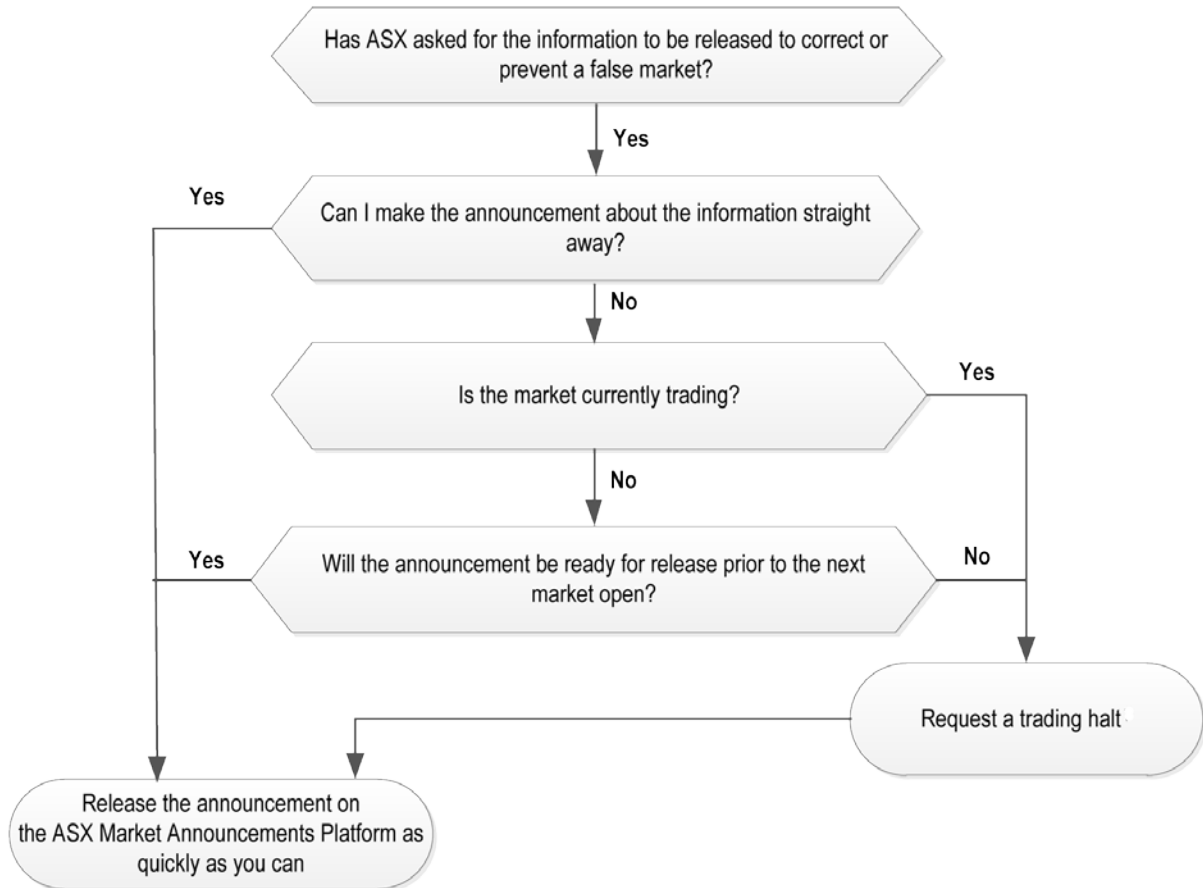 Has ASX asked for the information to be released to correct or
prevent a false market?
Yes
Yes
Can I make the announcement about the information straight
away?
No
Is the market currently trading?
Yes
No
Yes
Will the announcement be ready for release prior to the next
market open?
No
Request a trading halt
Release the announcement on
the ASX Market Announcements Platform as
quickly as you can